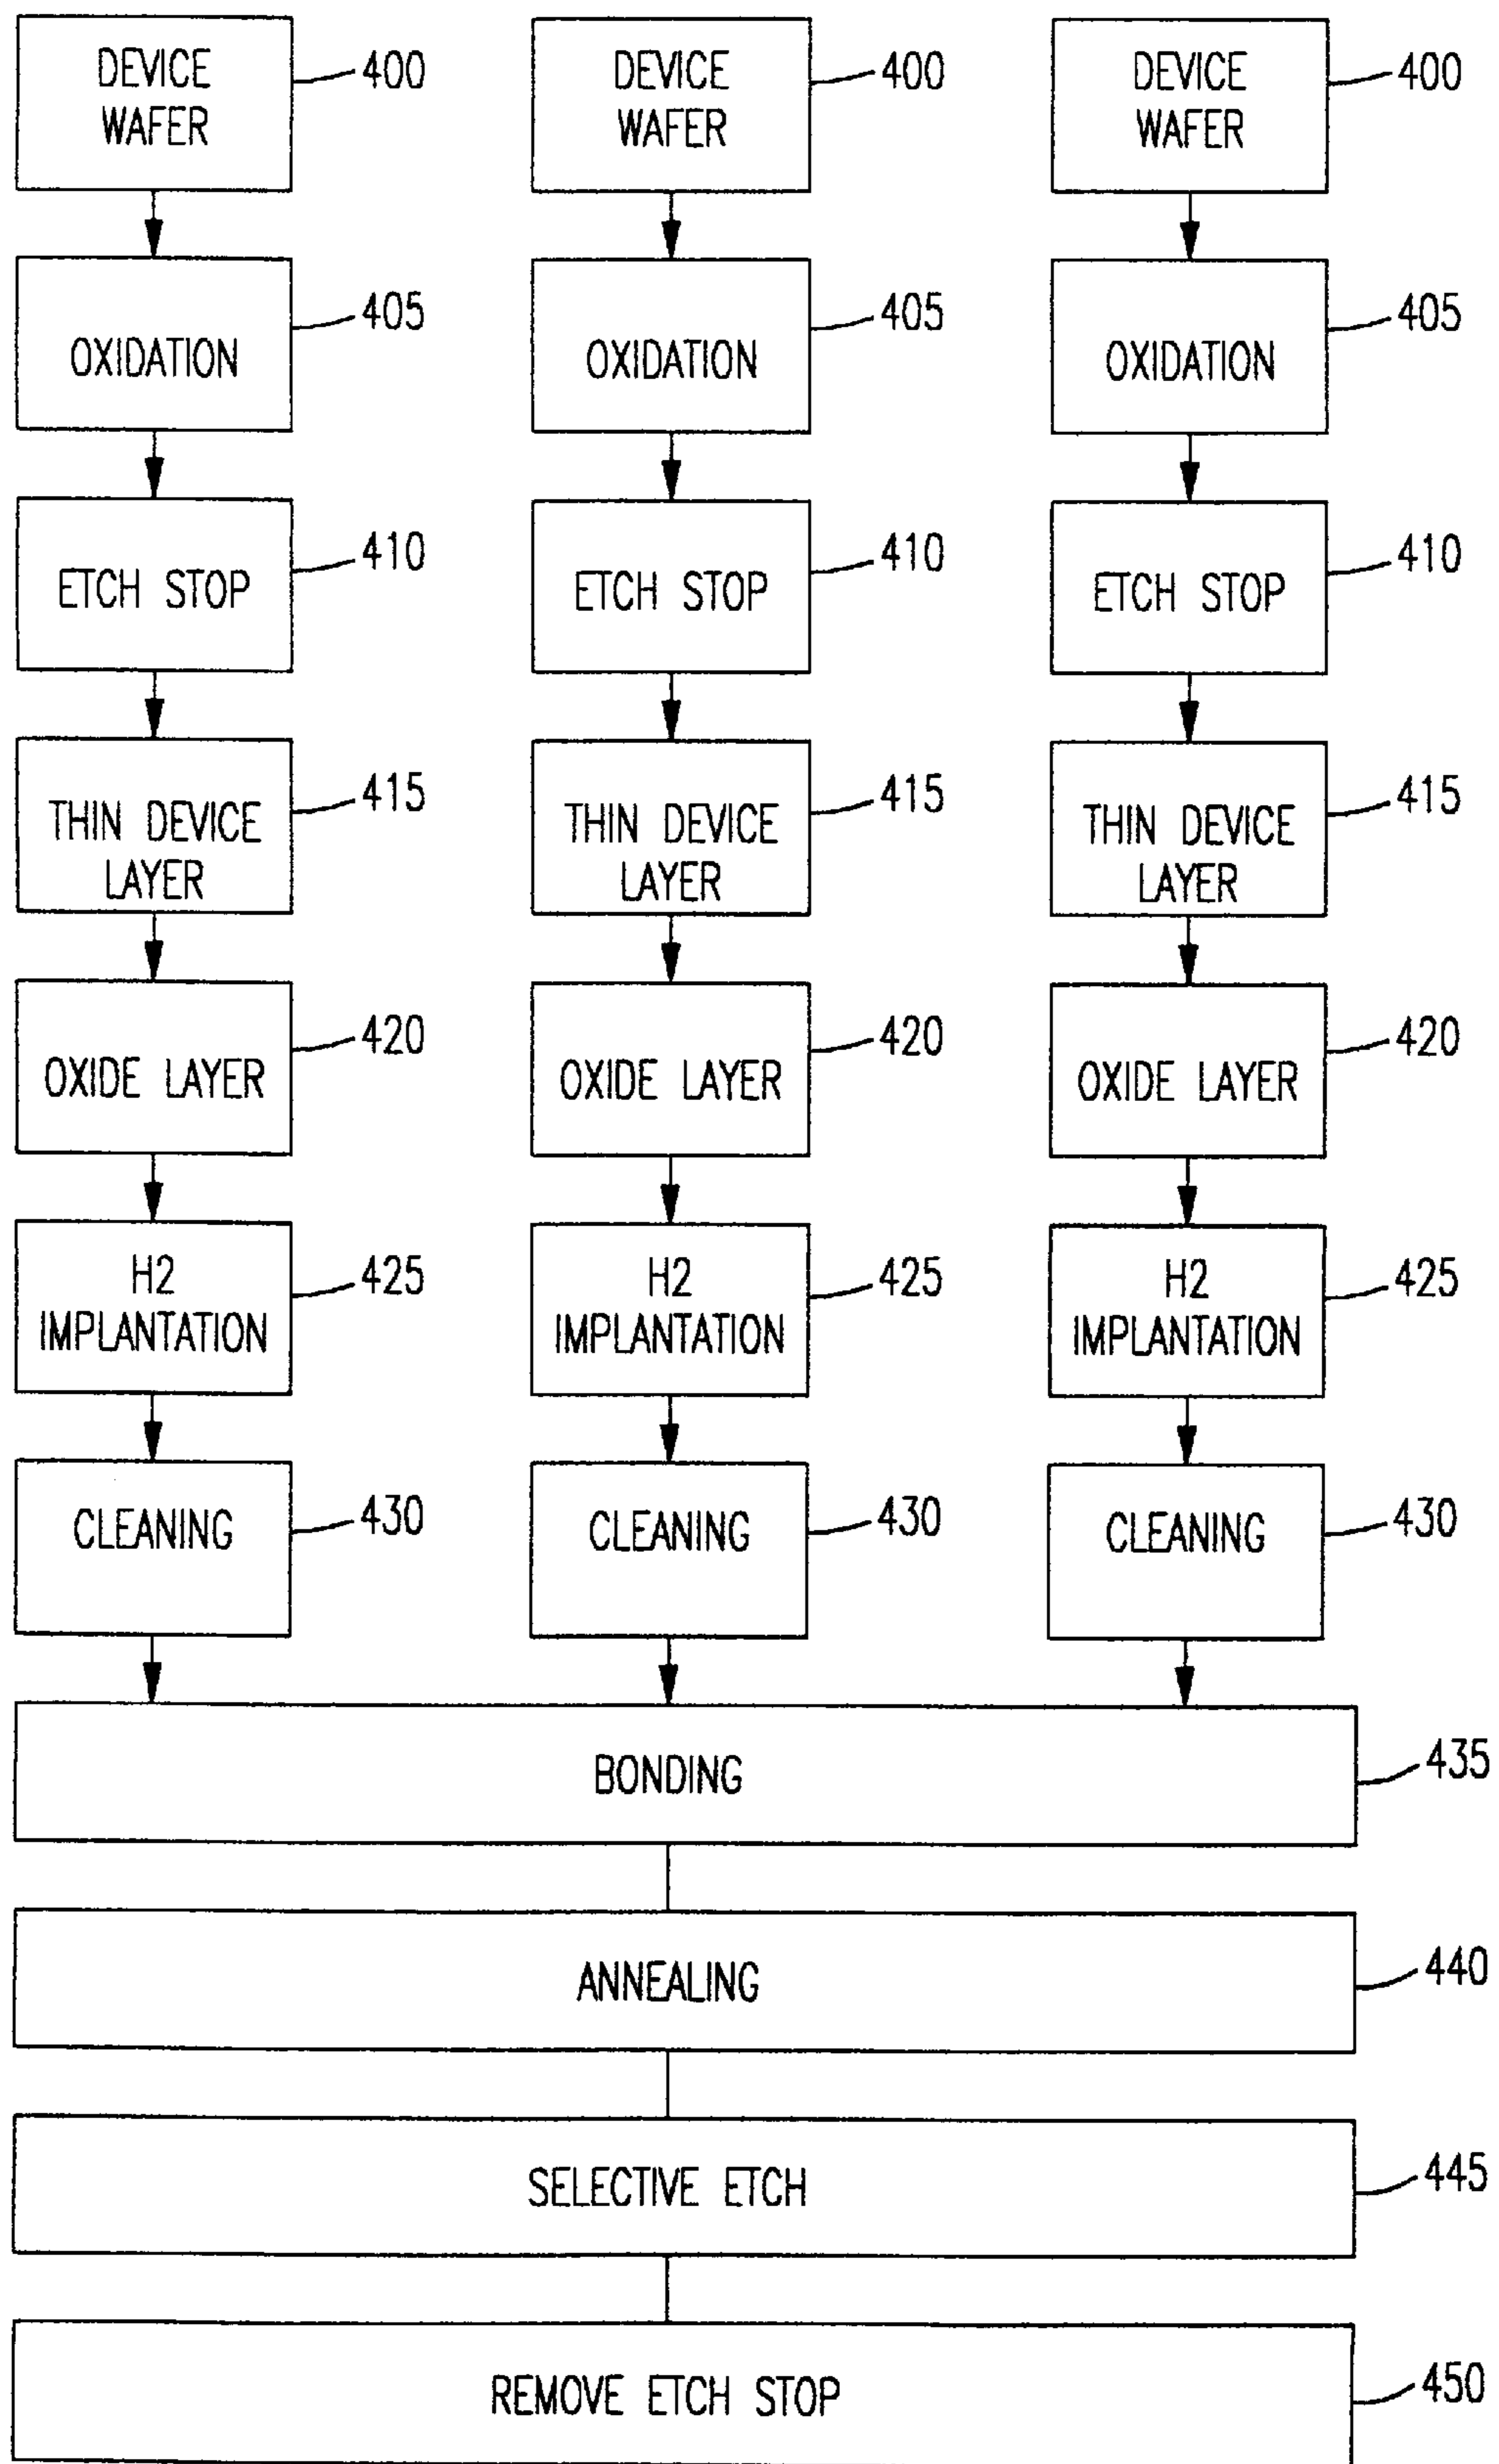 DEVICE
WAFER
400
DEVICE
WAFER
400
DEVICE
WAFER
400
OXIDATION
405
OXIDATION
405
OXIDATION
405
ETCH STOP
410
ETCH STOP
410
ETCH STOP
410
THIN DEVICE
LAYER
415
THIN DEVICE
LAYER
415
THIN DEVICE
LAYER
415
OXIDE LAYER
420
OXIDE LAYER
420
OXIDE LAYER
420
H2
IMPLANTATION
425
H2
IMPLANTATION
425
H2
IMPLANTATION
425
CLEANING
430
CLEANING
430
CLEANING
430
BONDING
435
ANNEALING
440
SELECTIVE ETCH
445
REMOVE ETCH STOP
450